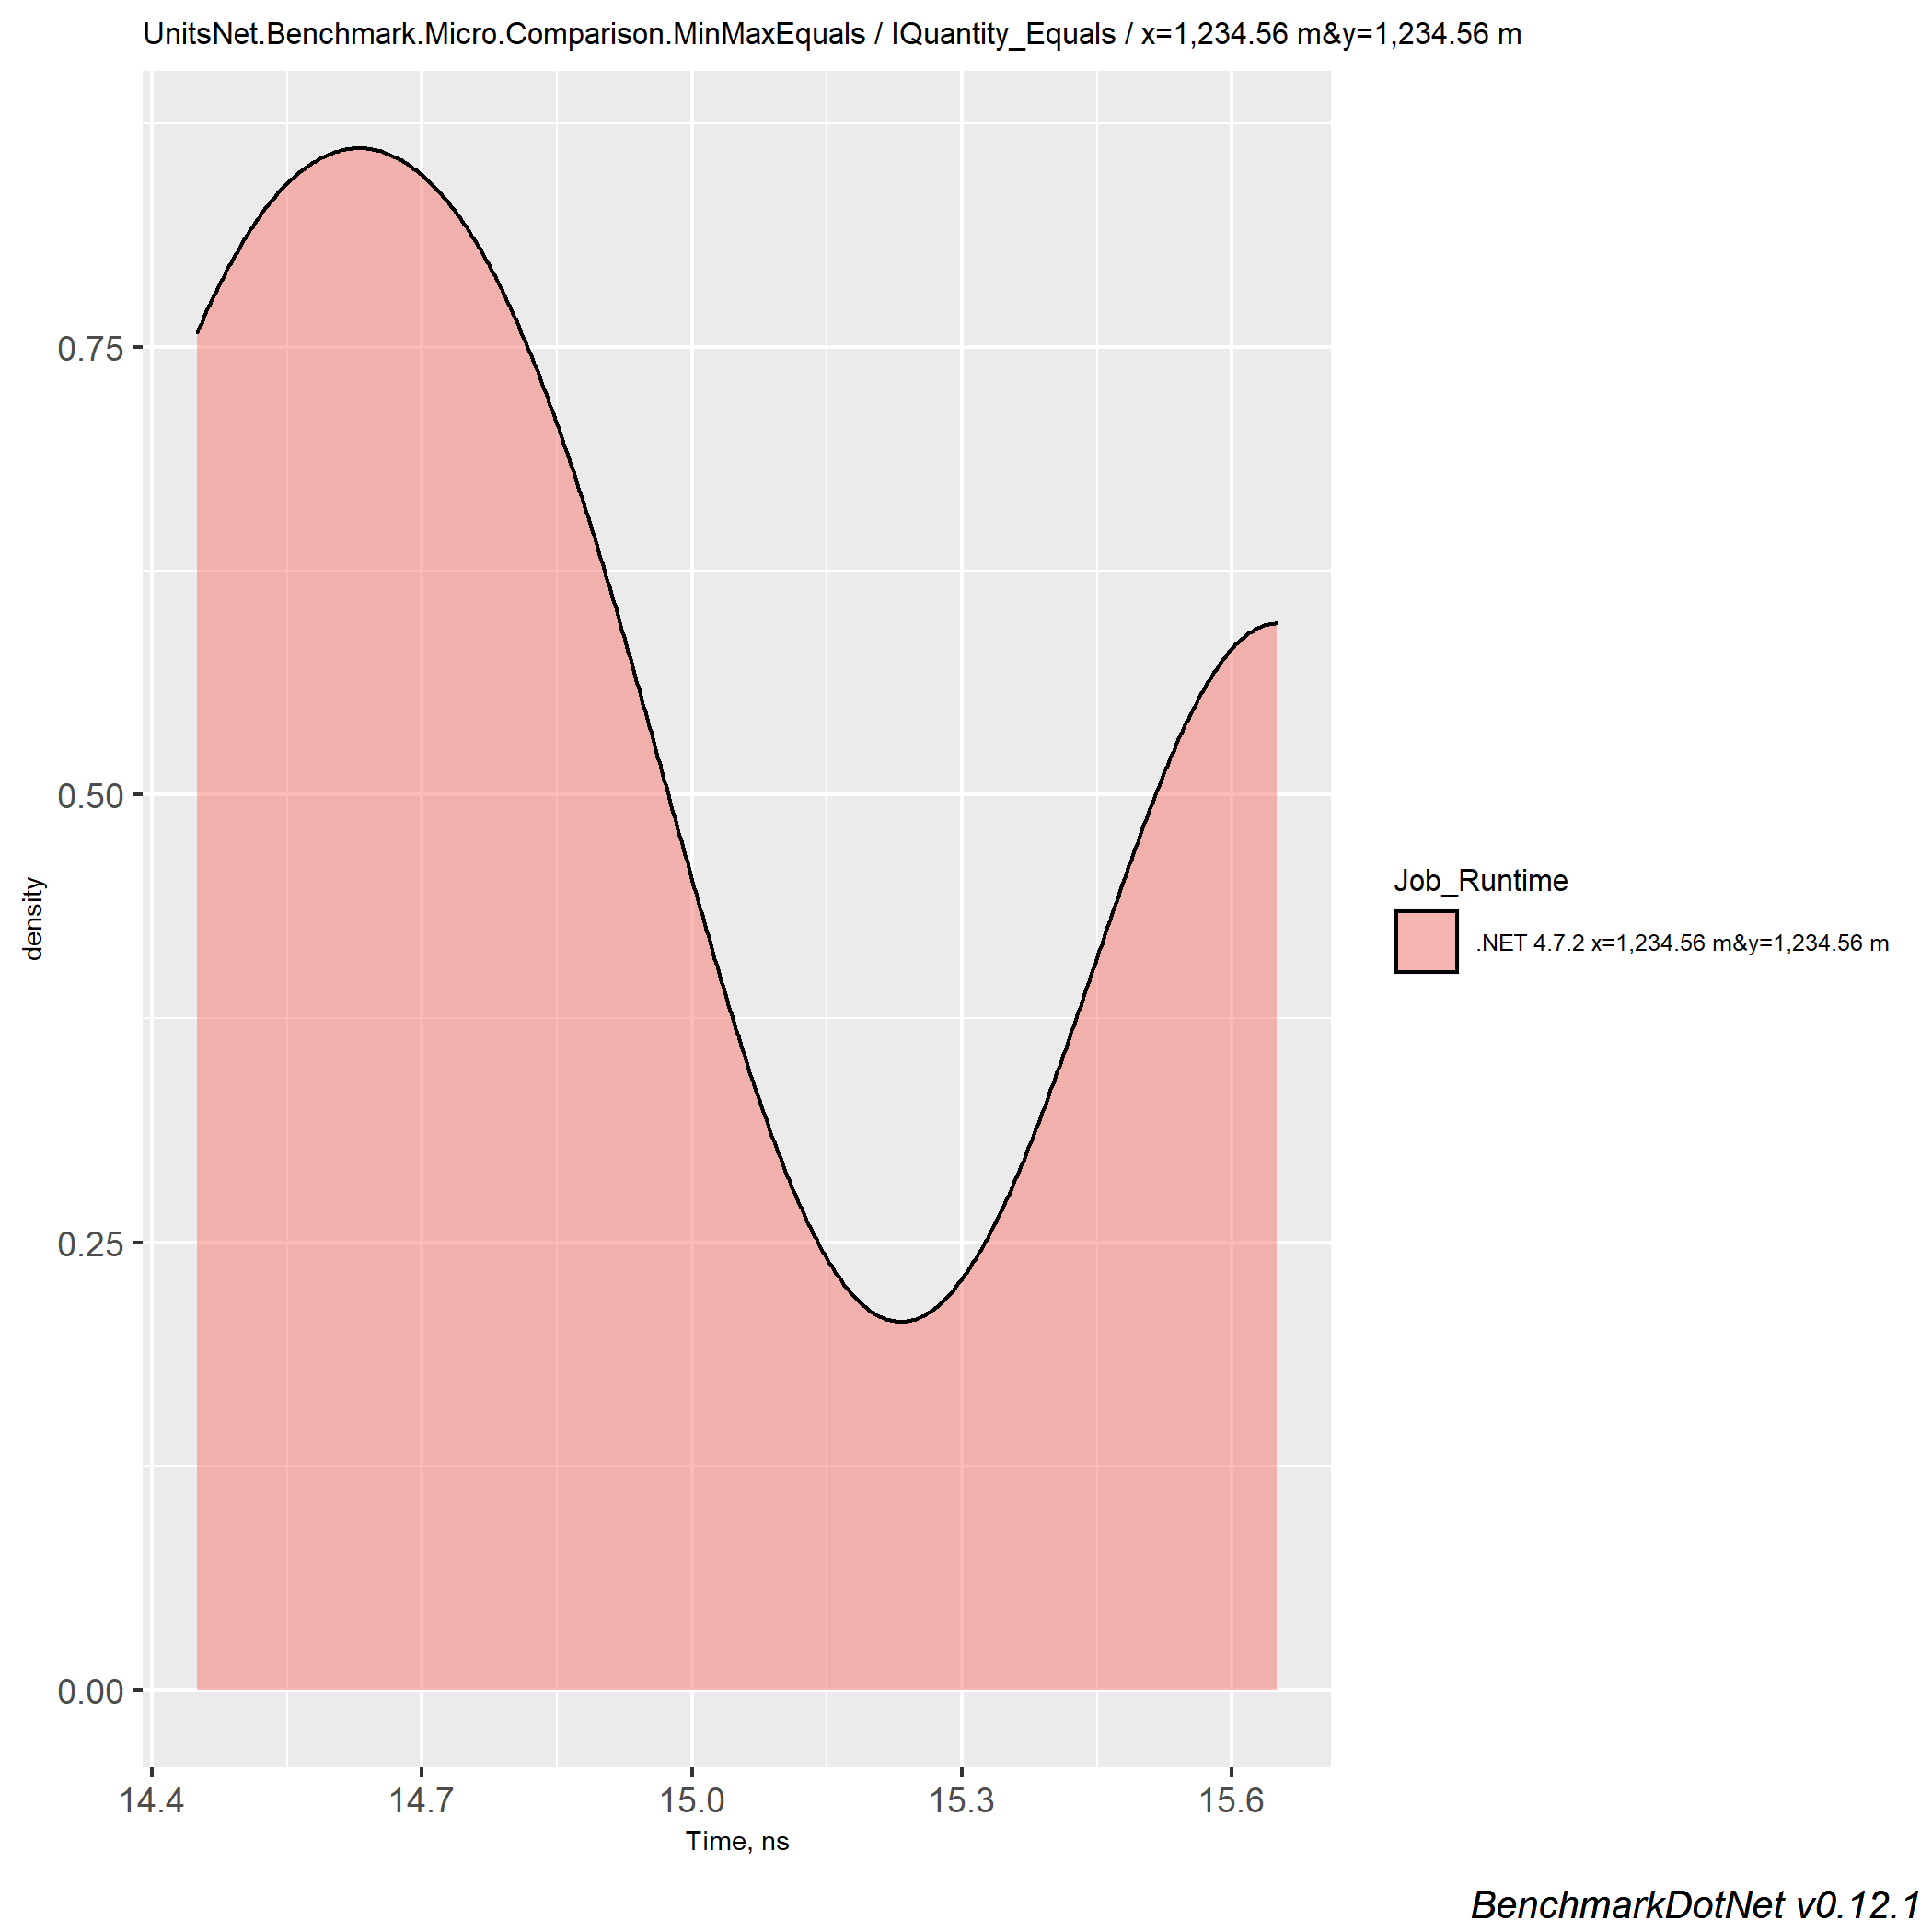 UnitsNet.Benchmark.Micro.Comparison.MinMaxEquals / IQuantity_Equals / x=1,234.56 m&y=1,234.56 m
0.75
0.50
0.25
0.00
density
14.4 14.7 15.0 15.3 15.6
Time, ns
Job_Runtime
.NET 4.7.2 x=1,234.56 m&y=1,234.56 m
BenchmarkDotNet v0.12.1